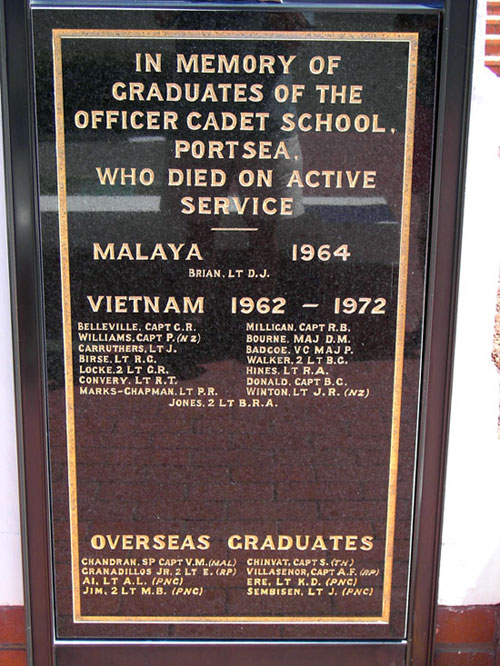 IN MEMORY OF
GRADUATES OF THE
OFFICER CADET SCHOOL,
PORTSEA,
WHO DIED ON ACTIVE
SERVICE
MALAYA 1964
BRIAN, LT D.J.
VIETNAM 1962 – 1972
BELLEVILLE, CAPT G.R. MILLIGAN, CAPT R.B.
WILLIAMS, CAPT P. (NZ) BOURNE, MAJ D.M.
CARRUTHERS, LT J. BADCOE, VC MAJ P.
BIRSE, LT R.G. WALKER, 2 LT B.C.
LOCKE, 2 LT G.R. HINES, LT R.A.
CONVERY, LT R.T. DONALD, CAPT B.C.
MARKS-CHAPMAN, LT P.R. WINTON, LT J.R. (NZ)
JONES, 2 LT B.R.A.
OVERSEAS GRADUATES
CHANDRAN, SP CAPT V.M. (MAL) CHINVAT, CAPT S. (TH)
GRANADILLOS JR, 2 LT E. (RP) VILLASENOR, CAPT A.F. (RP)
AI, LT A.L. (PNG) ERE, LT K.D. (PNG)
JIM, 2 LT M.B. (PNG) SEMBISEN, LT J. (PNG)